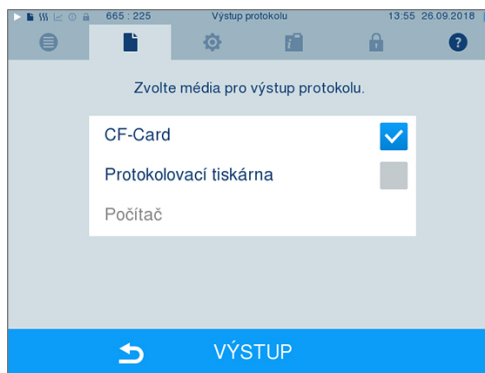 665 : 225 Výstup protokolu 13:55 26.09.2018
Zvolte média pro výstup protokolu.
CF-Card
Protokolovací tiskárna
Počítač
VÝSTUP